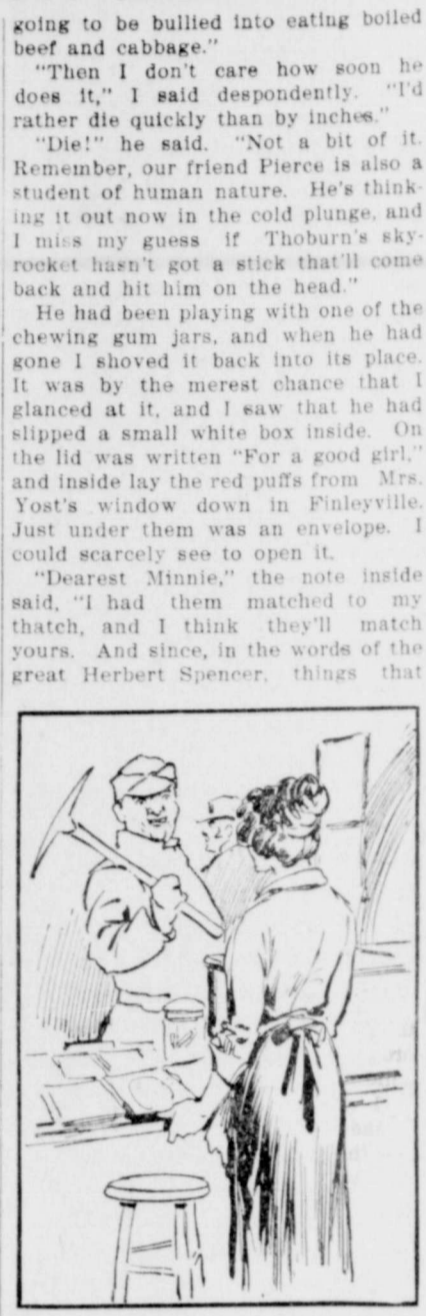 going to be bullied into eating boiled
beef and cabbage."
"Then I don't care how soon he
does it," I said despondently. "I'd
rather die quickly than by inches."
"Die!" he said. "Not a bit of it.
Remember, our friend Pierce is also a
student of human nature. He's think-
ing it out now in the cold plunge, and
I miss my guess if Thoburn's sky-
rocket hasn't got a stick that'll come
back and hit him on the head."
He had been playing with one of the
chewing gum jars, and when he had
gone I shoved it back into its place.
It was by the merest chance that I
glanced at it, and I saw that he had
slipped a small white box inside. On
the lid was written "For a good girl,"
and inside lay the red puffs from Mrs.
Yost's window down in Finleyville.
Just under them was an envelope. I
could scarcely see to open it.
"Dearest Minnie," the note inside
said, "I had them matched to my
thatch, and I think they'll match
yours. And since, in the words of the
great Herbert Spencer, things that